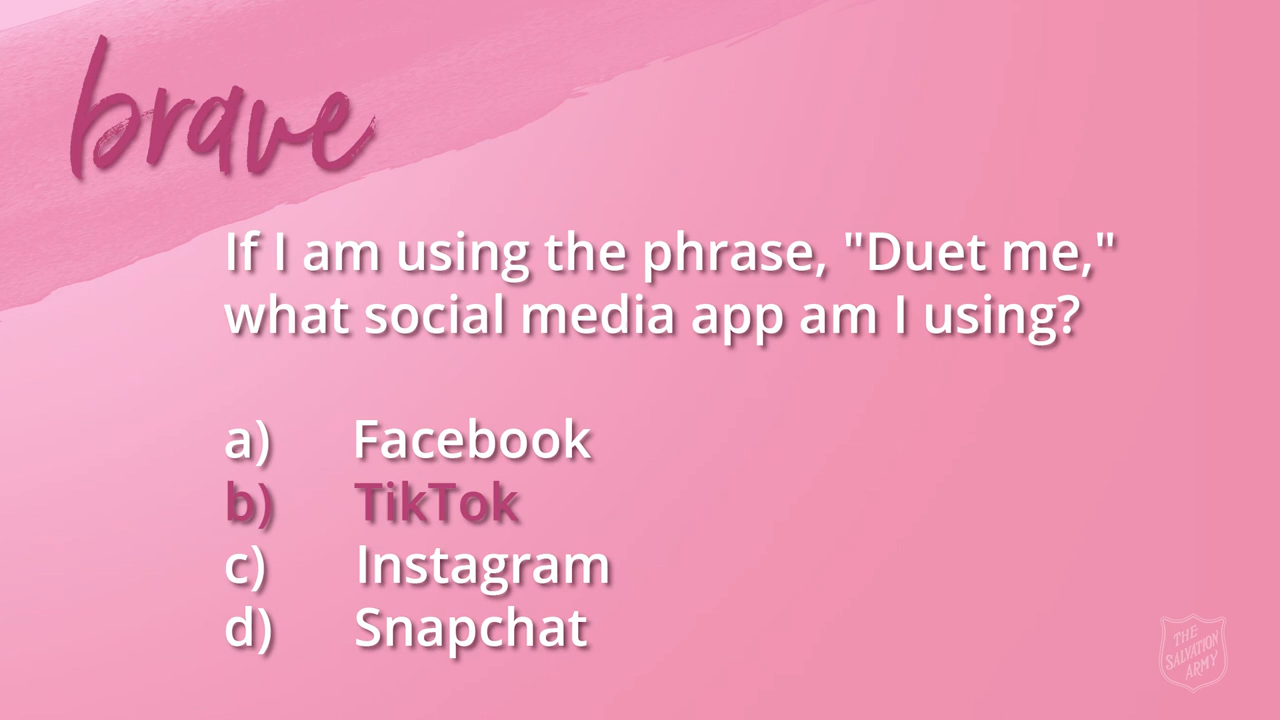 brave
If I am using the phrase, "Duet me,"
what social media app am I using?
a) Facebook
b) TikTok
c) Instagram
d) Snapchat
THE
SALVATION
ARMY